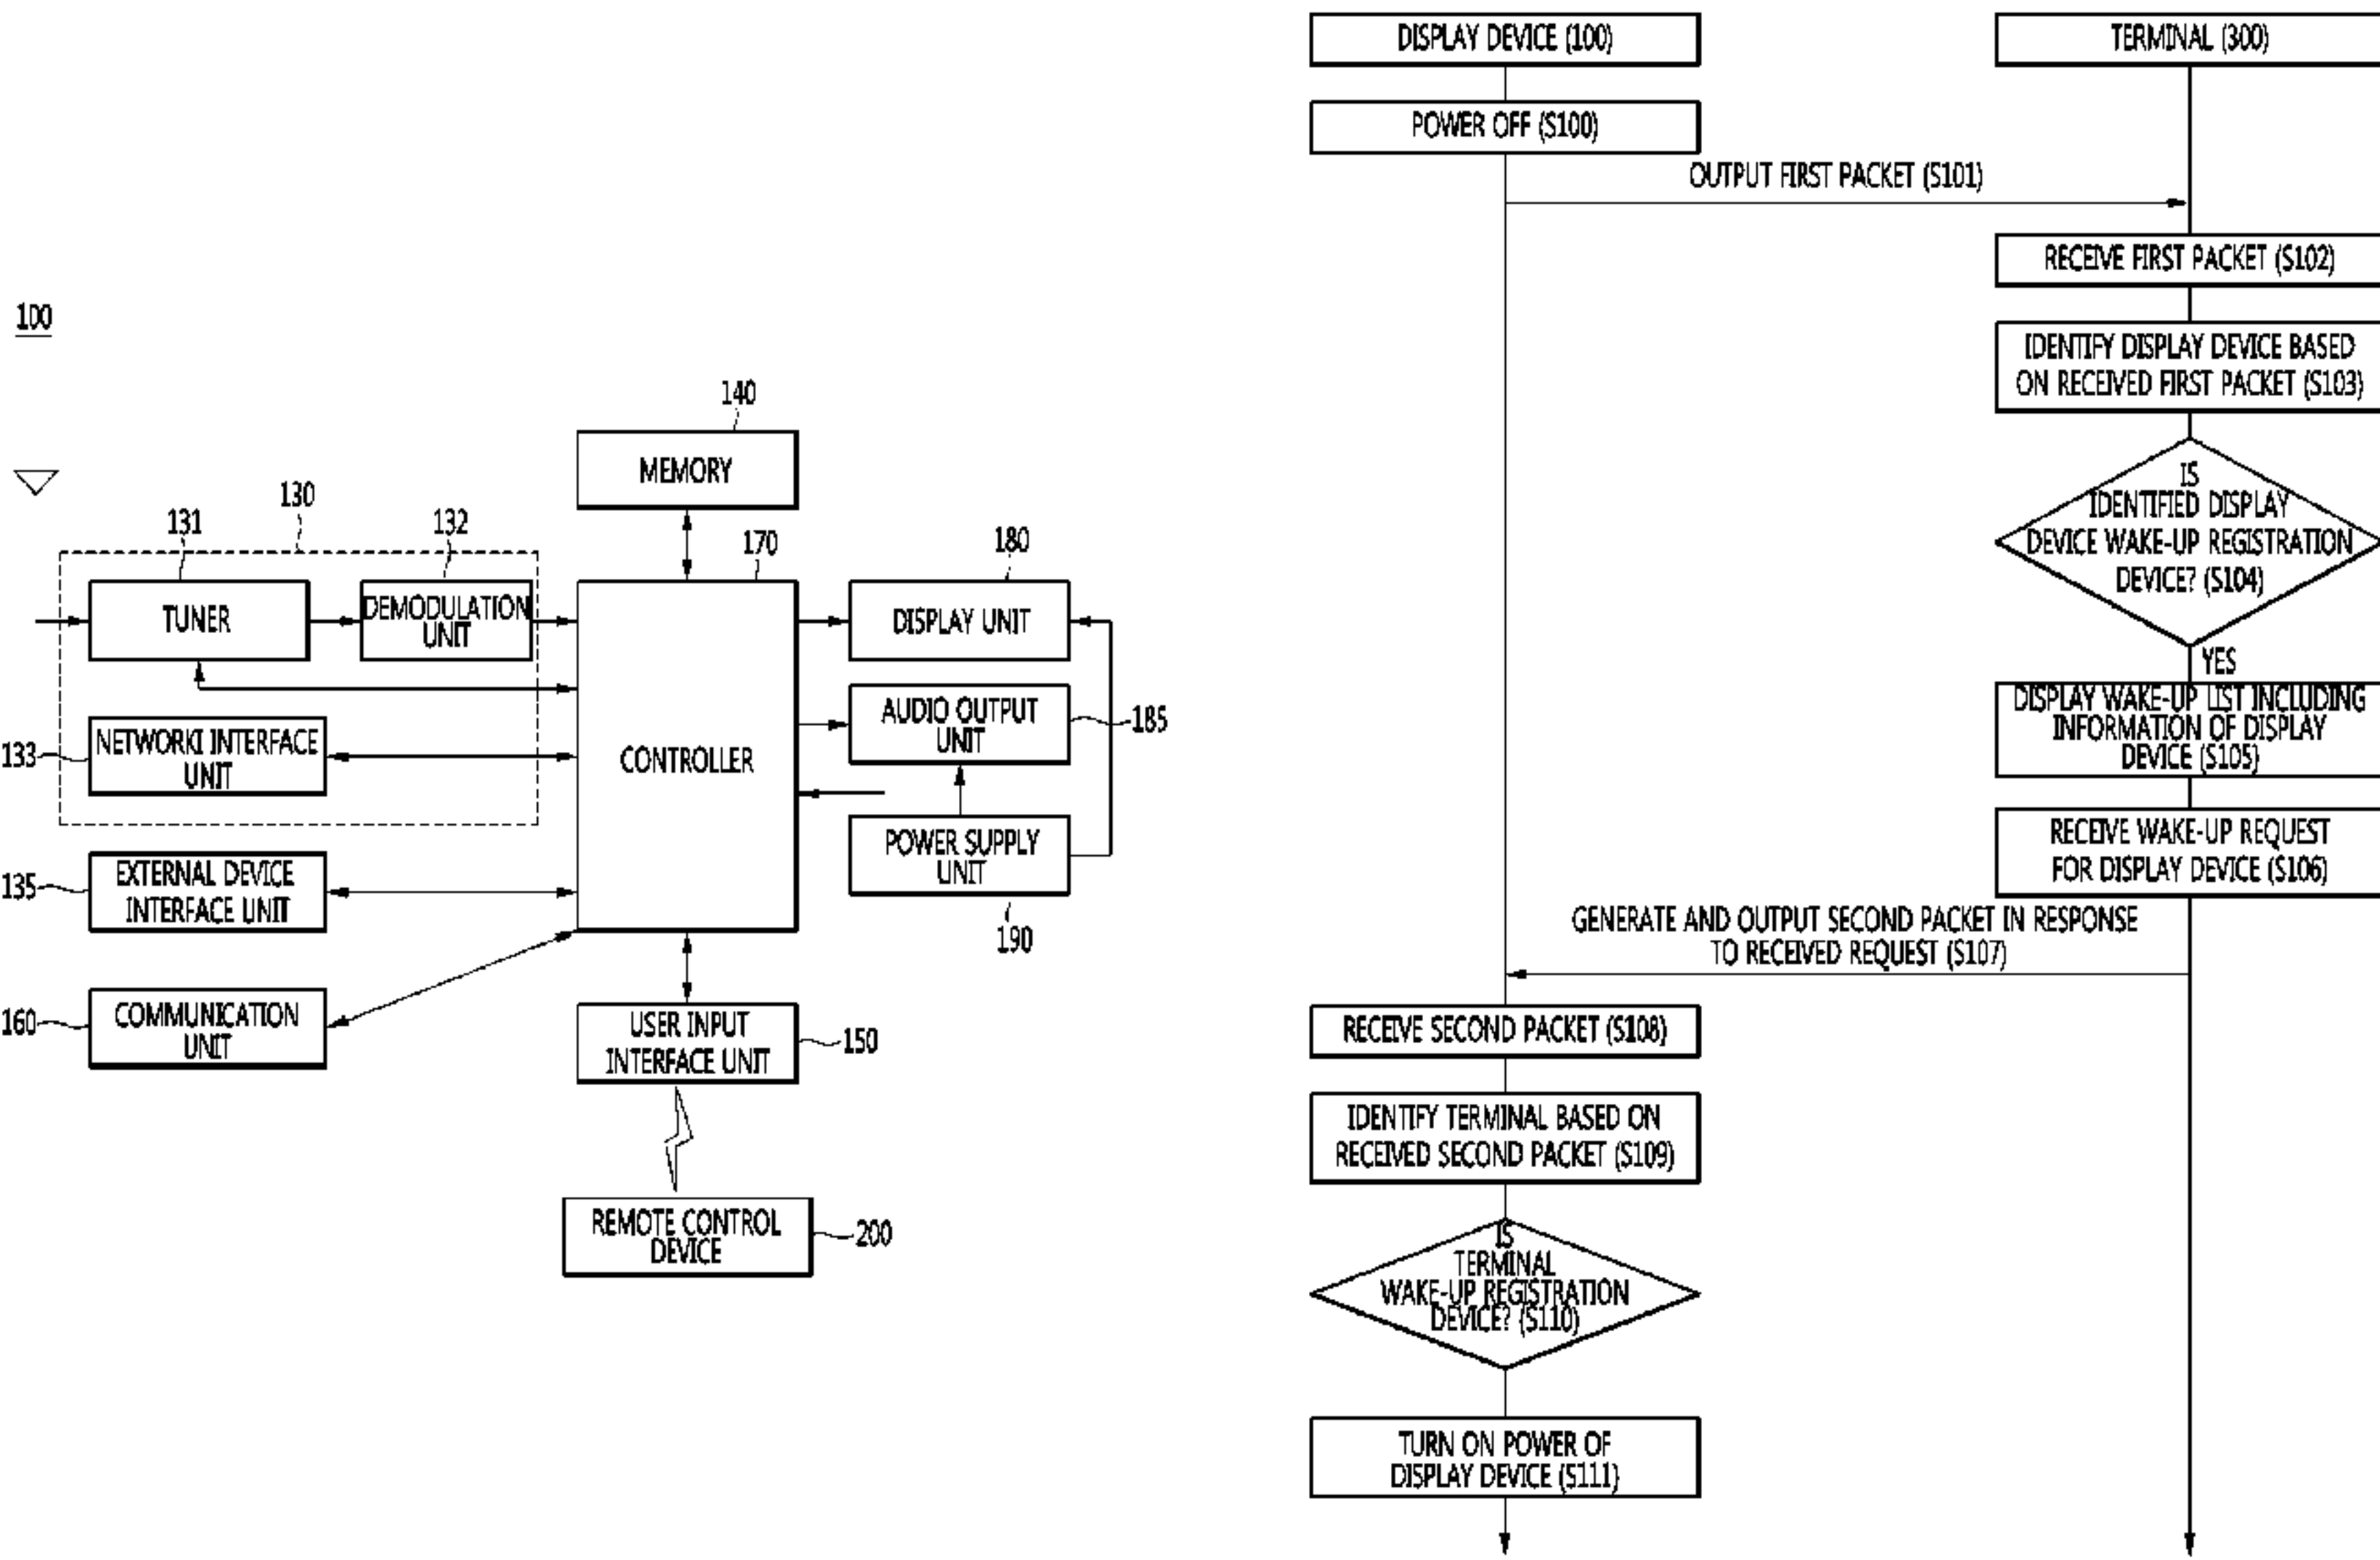 100
140
MEMORY
130
131
132
170
180
TUNER
DEMODULATION
UNIT
DISPLAY UNIT
AUDIO OUTPUT
UNIT
185
133
NETWORKI INTERFACE
UNIT
CONTROLLER
POWER SUPPLY
UNIT
190
135
EXTERNAL DEVICE
INTERFACE UNIT
160
COMMUNICATION
UNIT
USER INPUT
INTERFACE UNIT
150
REMOTE CONTROL
DEVICE
200
DISPLAY DEVICE (100)
TERMINAL (300)
POWER OFF (S100)
OUTPUT FIRST PACKET (S101)
RECEIVE FIRST PACKET (S102)
IDENTIFY DISPLAY DEVICE BASED
ON RECEIVED FIRST PACKET (S103)
IS
IDENTIFIED DISPLAY
DEVICE WAKE-UP REGISTRATION
DEVICE? (S104)
YES
DISPLAY WAKE-UP LIST INCLUDING
INFORMATION OF DISPLAY
DEVICE (S105)
RECEIVE WAKE-UP REQUEST
FOR DISPLAY DEVICE (S106)
GENERATE AND OUTPUT SECOND PACKET IN RESPONSE
TO RECEIVED REQUEST (S107)
RECEIVE SECOND PACKET (S108)
IDENTIFY TERMINAL BASED ON
RECEIVED SECOND PACKET (S109)
IS
TERMINAL
WAKE-UP REGISTRATION
DEVICE? (S110)
TURN ON POWER OF
DISPLAY DEVICE (S111)